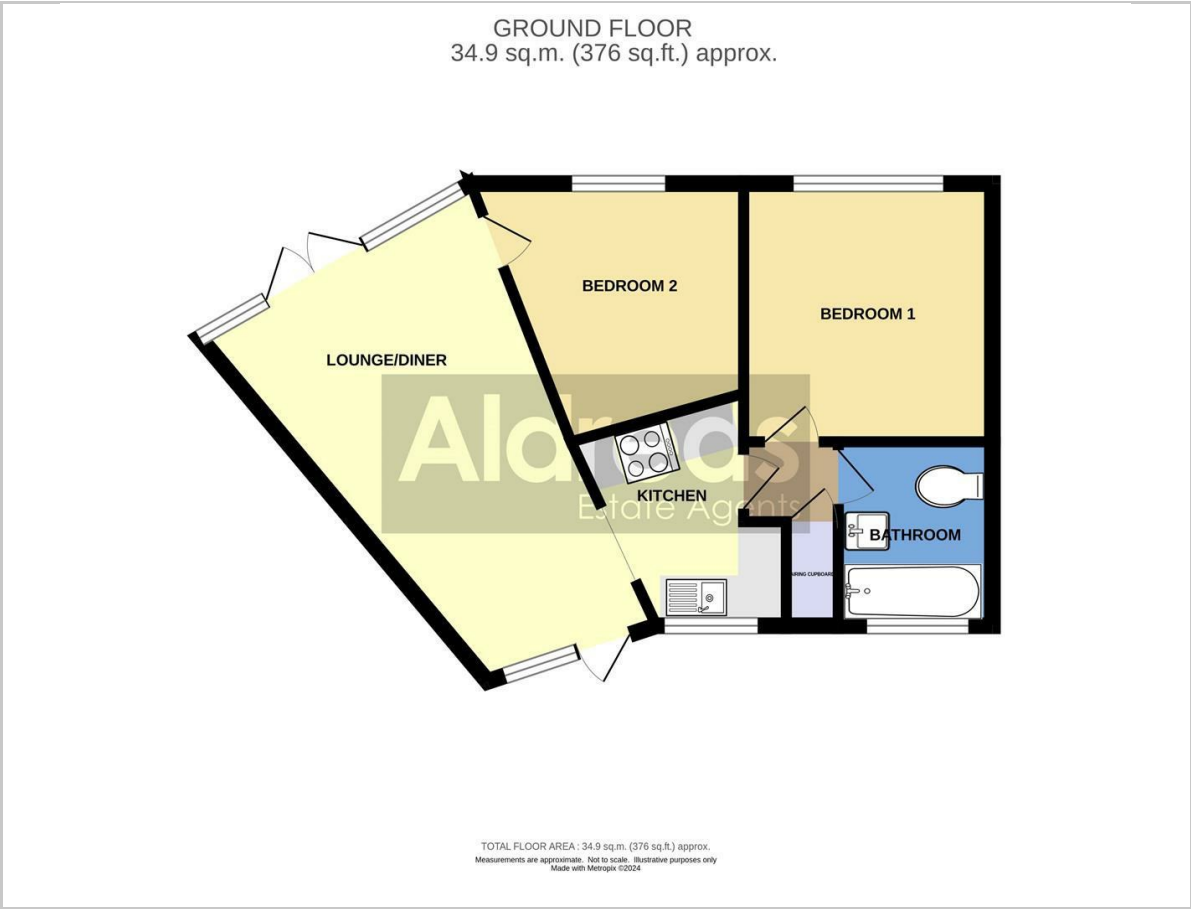 GROUND FLOOR
34.9 sq.m. (376 sq.ft.) approx.
BEDROOM 2
BEDROOM 1
LOUNGE/DINER
Aldreds
KITCHEN
Estate Agents
BATHROOM
AIRING CUPBOARD
TOTAL FLOOR AREA : 34.9 sq.m. (376 sq.ft.) approx.
Measurements are approximate. Not to scale. Illustrative purposes only
Made with Metropix ©2024